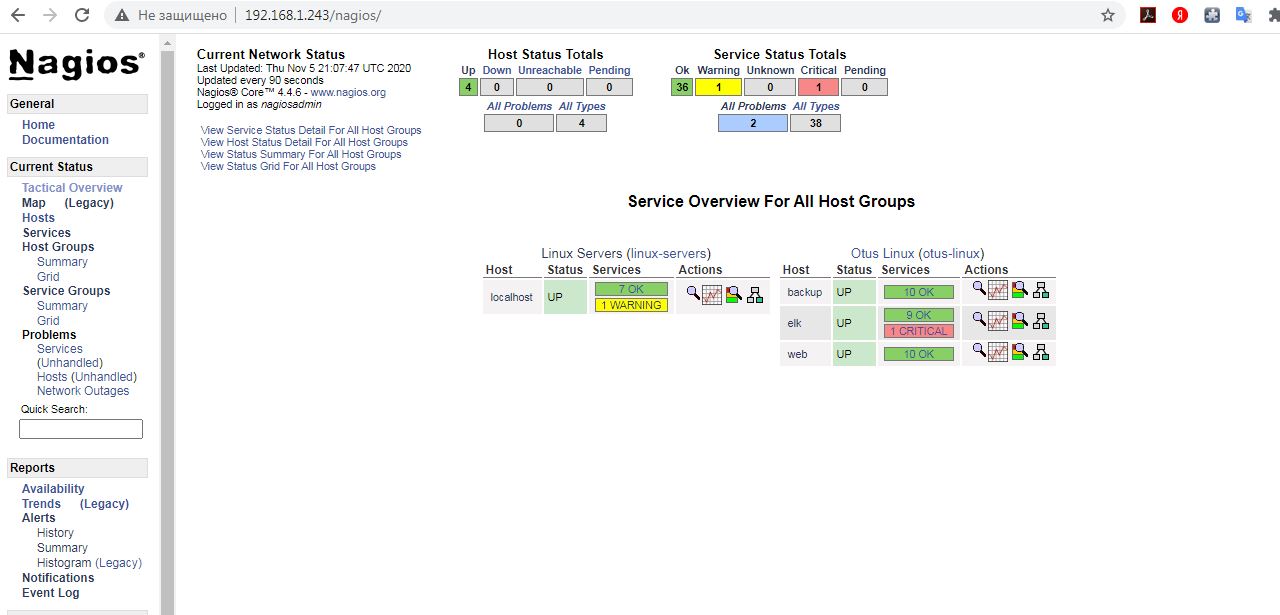 Не защищено 192.168.1.243/nagios/
Nagios®
General
Home
Documentation
Current Status
Tactical Overview
Map (Legacy)
Hosts
Services
Host Groups
Summary
Grid
Service Groups
Summary
Grid
Problems
Services
(Unhandled)
Hosts (Unhandled)
Network Outages
Quick Search:
Reports
Availability
Trends (Legacy)
Alerts
History
Summary
Histogram (Legacy)
Notifications
Event Log
Current Network Status
Last Updated: Thu Nov 5 21:07:47 UTC 2020
Updated every 90 seconds
Nagios® Core™ 4.4.6 - www.nagios.org
Logged in as nagiosadmin
View Service Status Detail For All Host Groups
View Host Status Detail For All Host Groups
View Status Summary For All Host Groups
View Status Grid For All Host Groups
Host Status Totals
Up Down Unreachable Pending
4 0 0 0
All Problems All Types
0 4
Service Status Totals
Ok Warning Unknown Critical Pending
36 1 0 1 0
All Problems All Types
2 38
Service Overview For All Host Groups
Linux Servers (linux-servers)
Host Status Services Actions
localhost UP 7 OK
1 WARNING
Otus Linux (otus-linux)
Host Status Services Actions
backup UP 10 OK
elk UP 9 OK
1 CRITICAL
web UP 10 OK